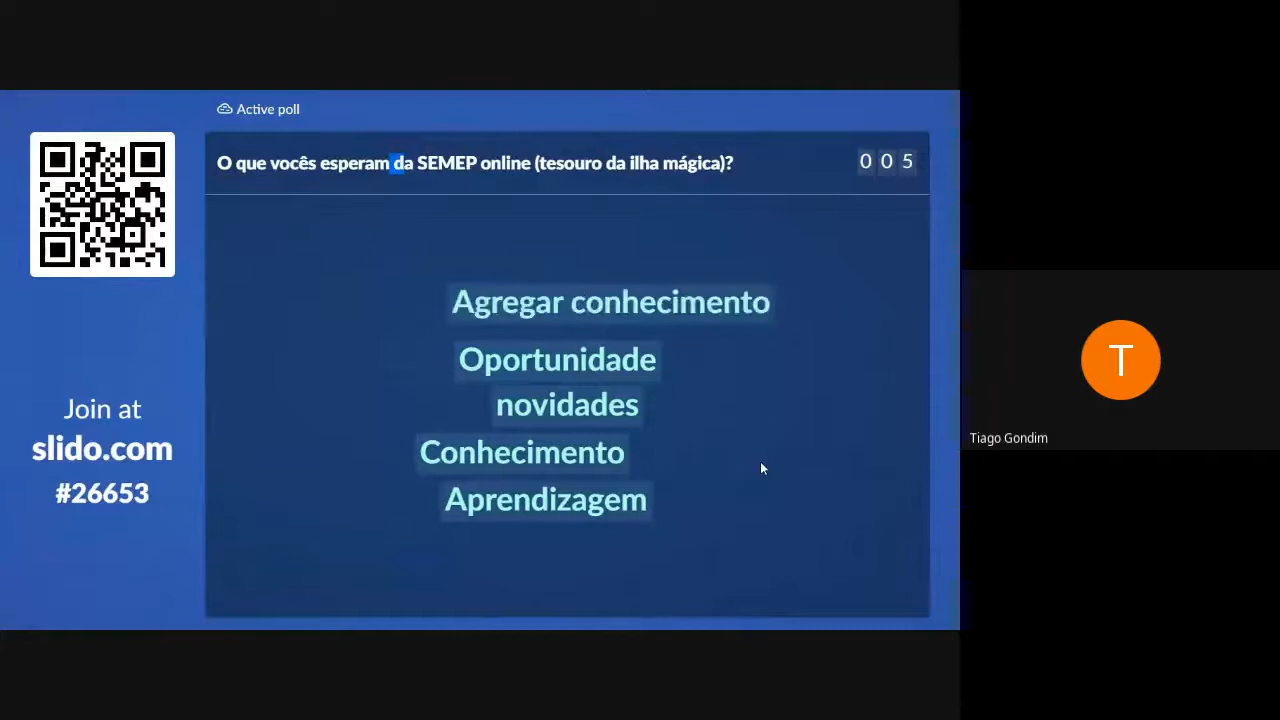 Active poll
O que vocês esperam da SEMEP online (tesouro da ilha mágica)?
0 0 5
Agregar conhecimento
Oportunidade
novidades
Conhecimento
Aprendizagem
Join at
slido.com
#26653
T
Tiago Gondim